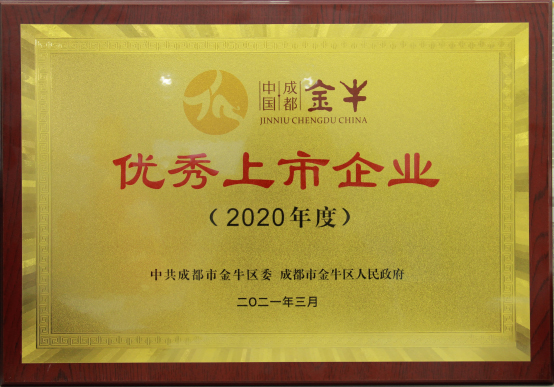 中国 成都 金牛
JINNIU CHENGDU CHINA
优秀上市企业
（2020年度）
中共成都市金牛区委 成都市金牛区人民政府
二〇二一年三月